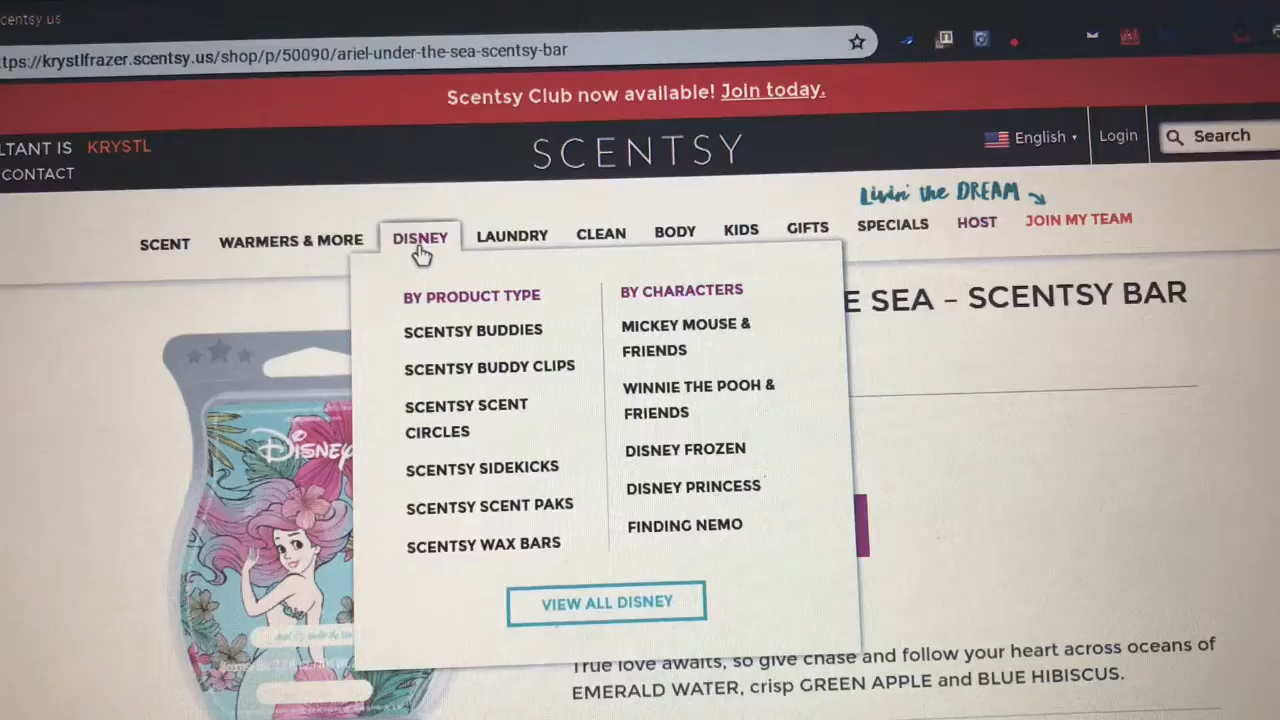 centsy.us
ttps://krystlfrazer.scentsy.us/shop/p/50090/ariel-under-the-sea-scentsy-bar
Scentsy Club now available! Join today.
LTANT IS KRYSTL
CONTACT
SCENTSY
English
Login
Search
Livin' the DREAM
SCENT
WARMERS & MORE
DISNEY
LAUNDRY
CLEAN
BODY
KIDS
GIFTS
SPECIALS
HOST
JOIN MY TEAM
E SEA – SCENTSY BAR
BY PRODUCT TYPE
SCENTSY BUDDIES
SCENTSY BUDDY CLIPS
SCENTSY SCENT
CIRCLES
SCENTSY SIDEKICKS
SCENTSY SCENT PAKS
SCENTSY WAX BARS
BY CHARACTERS
MICKEY MOUSE &
FRIENDS
WINNIE THE POOH &
FRIENDS
DISNEY FROZEN
DISNEY PRINCESS
FINDING NEMO
VIEW ALL DISNEY
Disney
True love awaits, so give chase and follow your heart across oceans of
EMERALD WATER, crisp GREEN APPLE and BLUE HIBISCUS.